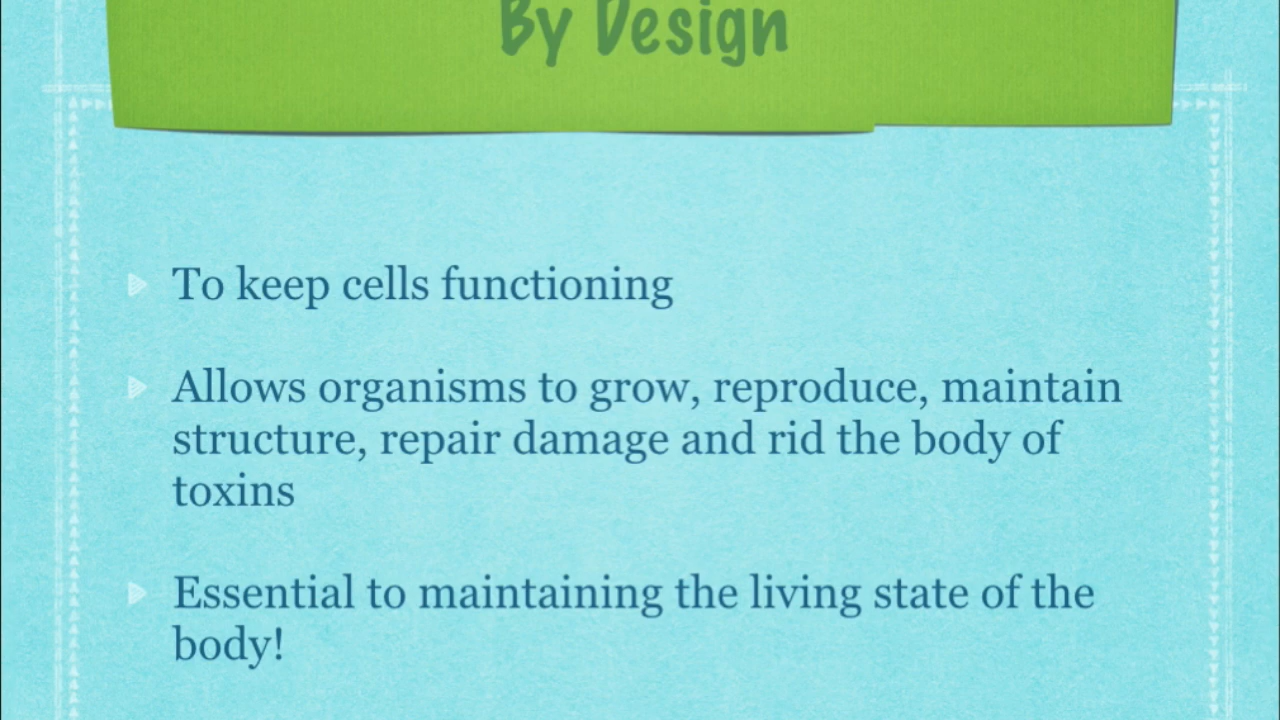 By Design
To keep cells functioning
Allows organisms to grow, reproduce, maintain
structure, repair damage and rid the body of
toxins
Essential to maintaining the living state of the
body!